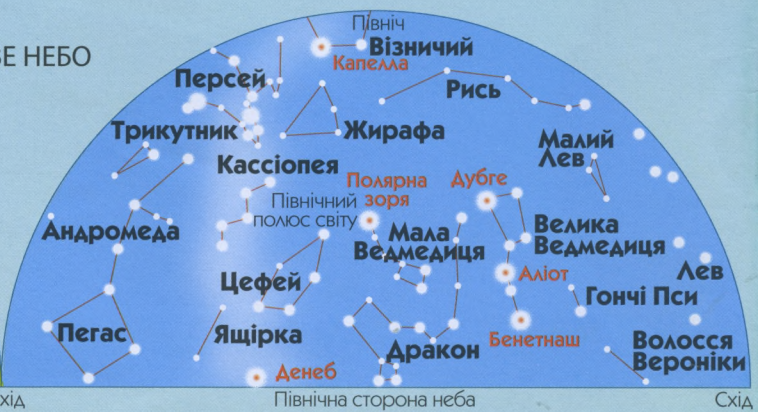 Північ
Візничий
Капелла
ВЕ НЕБО
Персей
Рись
Трикутник
Жирафа
Малий
Лев
Кассіопея
Полярна
зоря
Дубге
Північний
полюс світу
Андромеда
Мала
Ведмедиця
Велика
Ведмедиця
Лев
Цефей
Аліот
Гончі Пси
Пегас
Ящірка
Дракон
Бенетнаш
Волосся
Вероніки
Денеб
хід
Північна сторона неба
Схід